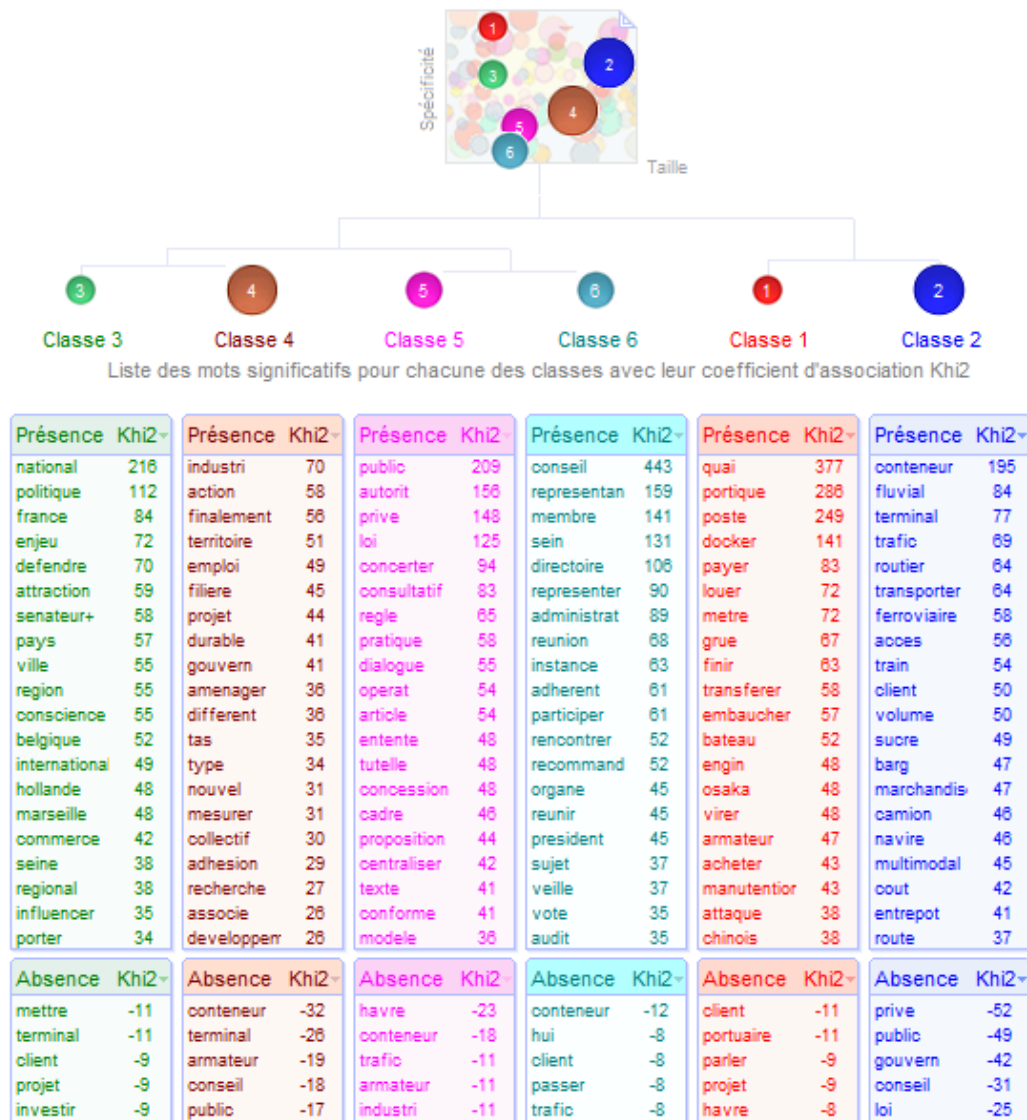 1
2
3
4
5
6
Spécificité
Taille
3 4 5 6 1 2
Classe 3 Classe 4 Classe 5 Classe 6 Classe 1 Classe 2
Liste des mots significatifs pour chacune des classes avec leur coefficient d'association Khi2
Présence Khi2 Présence Khi2 Présence Khi2 Présence Khi2 Présence Khi2 Présence Khi2
national 216 industri 70 public 209 conseil 443 quai 377 conteneur 195
politique 112 action 58 autorit 156 representan 159 portique 286 fluvial 84
france 84 finalement 56 prive 148 membre 141 poste 249 terminal 77
enjeu 72 territoire 51 loi 125 sein 131 docker 141 trafic 69
defendre 70 emploi 49 concerter 94 directoire 106 payer 83 routier 64
attraction 59 filiere 45 consultatif 83 representer 90 louer 72 transporter 64
senateur+ 58 projet 44 regle 65 administrat 89 metre 72 ferroviaire 58
pays 57 durable 41 pratique 58 reunion 68 grue 67 acces 56
ville 55 gouvern 41 dialogue 55 instance 63 finir 63 train 54
region 55 amenager 36 operat 54 adherent 61 transferer 58 client 50
conscience 55 different 36 article 54 participer 61 embaucher 57 volume 50
belgique 52 tas 35 entente 48 rencontrer 52 bateau 52 sucre 49
international 49 type 34 tutelle 48 recommand 52 engin 48 barg 47
hollande 48 nouvel 31 concession 48 organe 45 osaka 48 marchandis 47
marseille 48 mesurer 31 cadre 46 reunir 45 virer 48 camion 46
commerce 42 collectif 30 proposition 44 president 45 armateur 47 navire 46
seine 38 adhesion 29 centraliser 42 sujet 37 acheter 43 multimodal 45
regional 38 recherche 27 texte 41 veille 37 manutention 43 cout 42
influencer 35 associe 26 conforme 41 vote 35 attaque 38 entrepot 41
porter 34 developpem 26 modele 36 audit 35 chinois 38 route 37
Absence Khi2 Absence Khi2 Absence Khi2 Absence Khi2 Absence Khi2 Absence Khi2
mettre -11 conteneur -32 havre -23 conteneur -12 client -11 prive -52
terminal -11 terminal -26 conteneur -18 hui -8 portuaire -11 public -49
client -9 armateur -19 trafic -11 client -8 parler -9 gouvern -42
projet -9 conseil -18 armateur -11 passer -8 projet -9 conseil -31
investir -9 public -17 industri -11 trafic -8 havre -8 loi -25